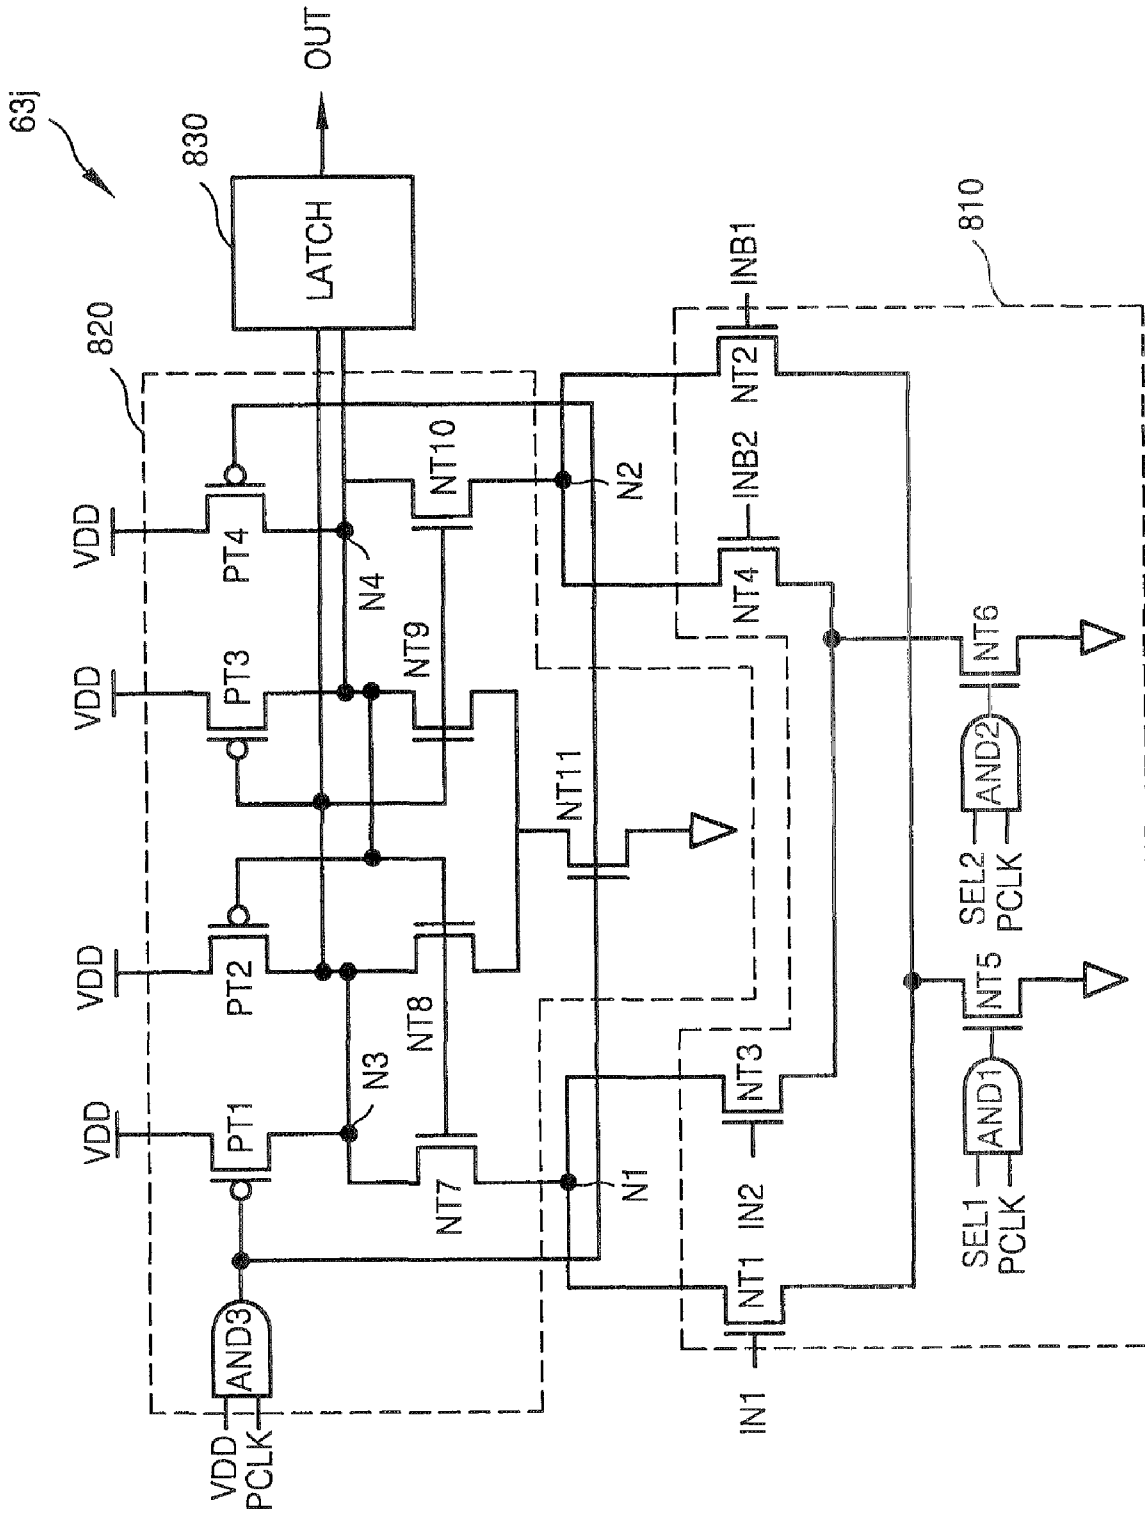 63j
820
830
VDD
VDD
VDD
VDD
VDD
PCLK
AND3
PT1
PT2
PT3
PT4
LATCH
OUT
N3
N4
NT7
NT8
NT9
NT10
NT11
N1
N2
810
IN1
NT1
IN2
NT3
NT4
INB2
NT2
INB1
SEL1
PCLK
AND1
NT5
SEL2
PCLK
AND2
NT6